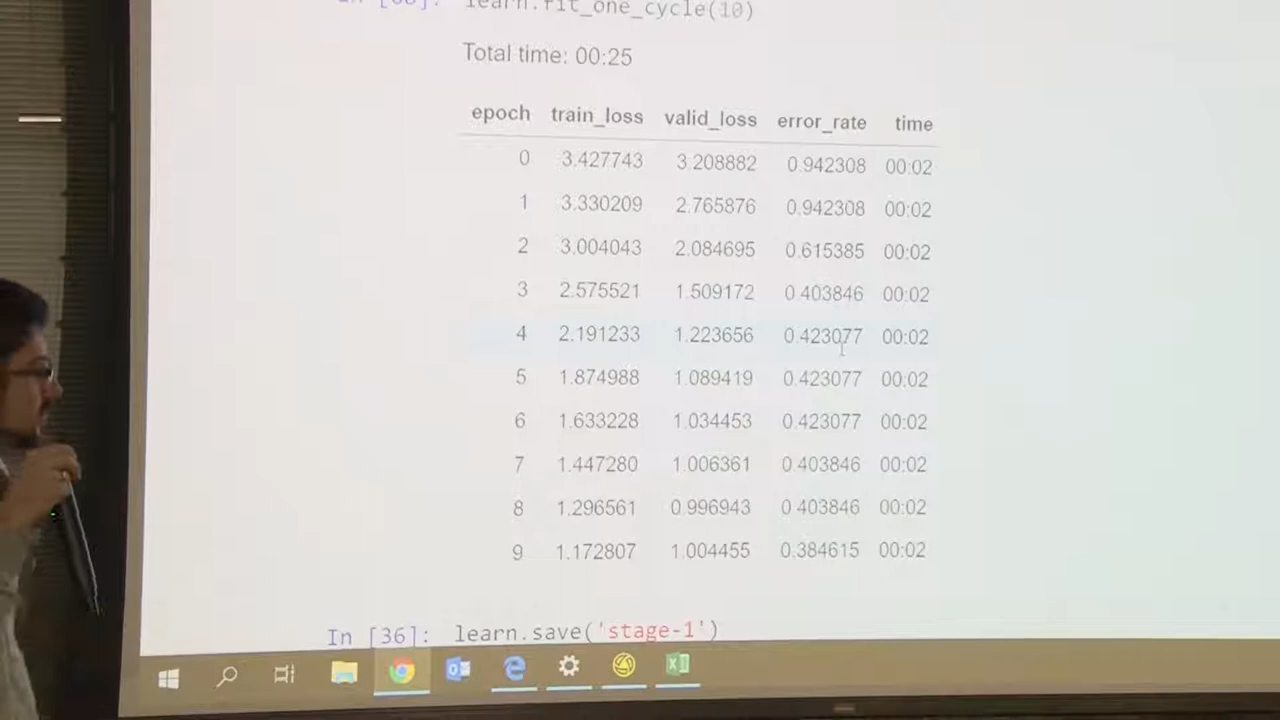 In [68]: learn.fit_one_cycle(10)
Total time: 00:25
epoch train_loss valid_loss error_rate time
0 3.427743 3.208882 0.942308 00:02
1 3.330209 2.765876 0.942308 00:02
2 3.004043 2.084695 0.615385 00:02
3 2.575521 1.509172 0.403846 00:02
4 2.191233 1.223656 0.423077 00:02
5 1.874988 1.089419 0.423077 00:02
6 1.633228 1.034453 0.423077 00:02
7 1.447280 1.006361 0.403846 00:02
8 1.296561 0.996943 0.403846 00:02
9 1.172807 1.004455 0.384615 00:02
In [36]: learn.save('stage-1')